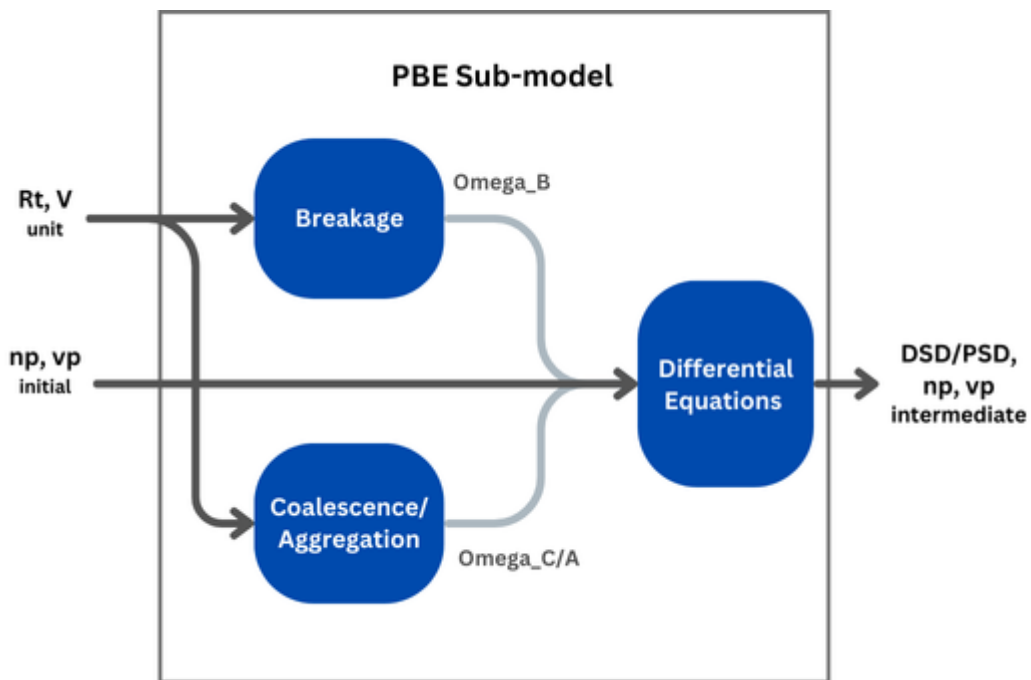 PBE Sub-model
Rt, V
unit
Breakage
Omega_B
np, vp
initial
Differential
Equations
DSD/PSD,
np, vp
intermediate
Coalescence/
Aggregation
Omega_C/A